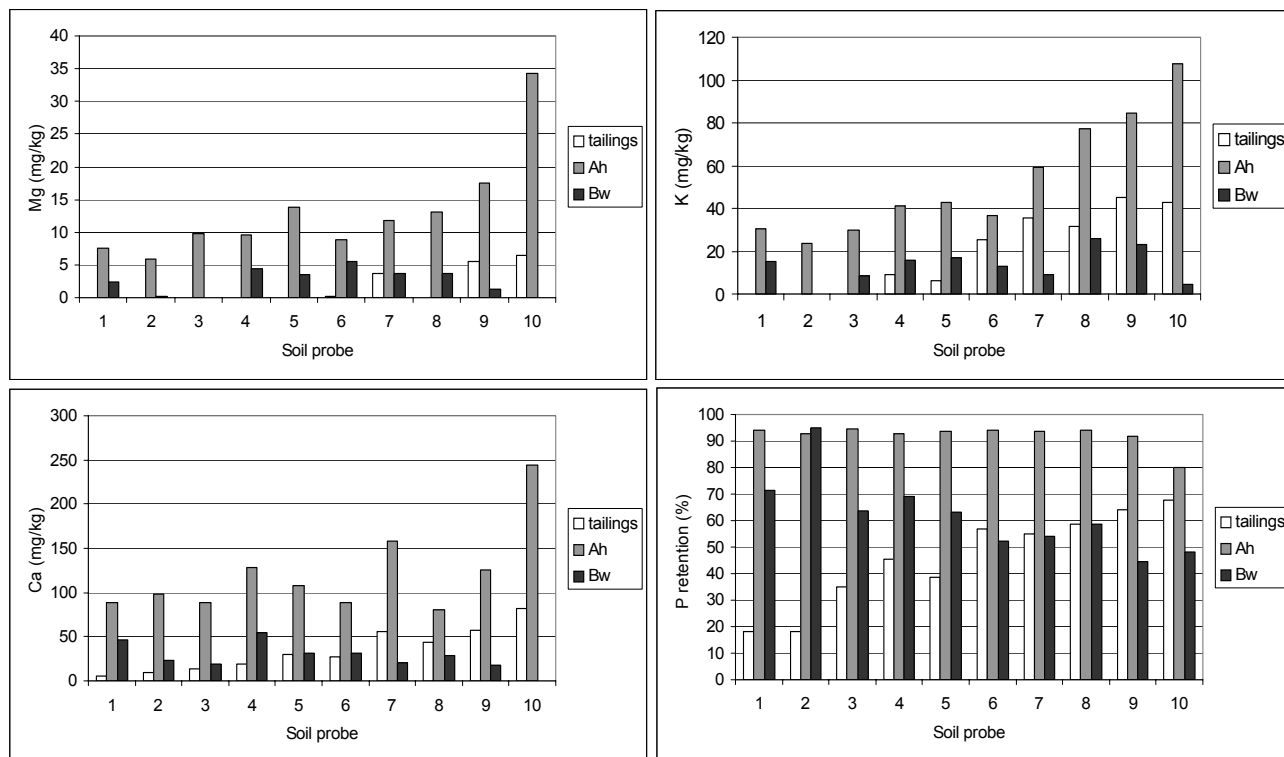 40
35
30
25
20
15
10
5
0
Mg (mg/kg)
1 2 3 4 5 6 7 8 9 10
Soil probe
tailings
Ah
Bw
120
100
80
60
40
20
0
K (mg/kg)
1 2 3 4 5 6 7 8 9 10
Soil probe
tailings
Ah
Bw
300
250
200
150
100
50
0
Ca (mg/kg)
1 2 3 4 5 6 7 8 9 10
Soil probe
tailings
Ah
Bw
100
90
80
70
60
50
40
30
20
10
0
P retention (%)
1 2 3 4 5 6 7 8 9 10
Soil probe
tailings
Ah
Bw